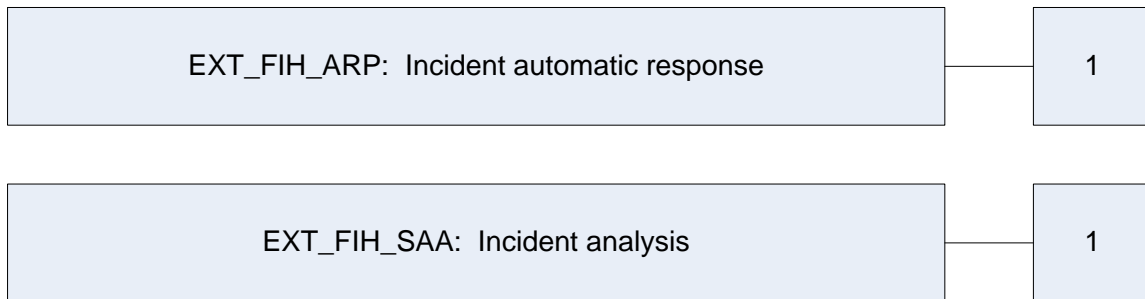 EXT_FIH_ARP: Incident automatic response
1
EXT_FIH_SAA: Incident analysis
1